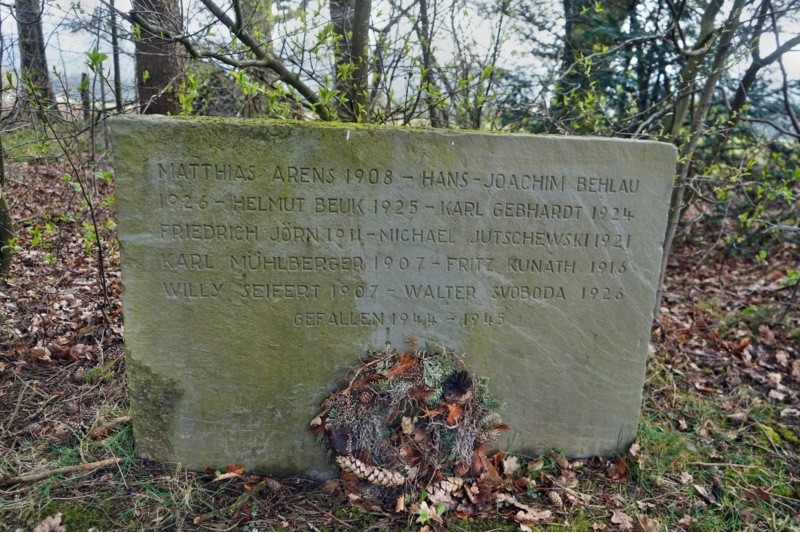 MATTHIAS ARENS 1908 – HANS-JOACHIM BEHLAU
1926 – HELMUT BEUK 1925 – KARL GEBHARDT 1924
FRIEDRICH JÖRN 1911 – MICHAEL JUTSCHEWSKI 1921
KARL MÜHLBERGER 1907 – FRITZ KUNATH 1916
WILLY SEIFERT 1907 – WALTER SVOBODA 1926
GEFALLEN 1944 – 1945